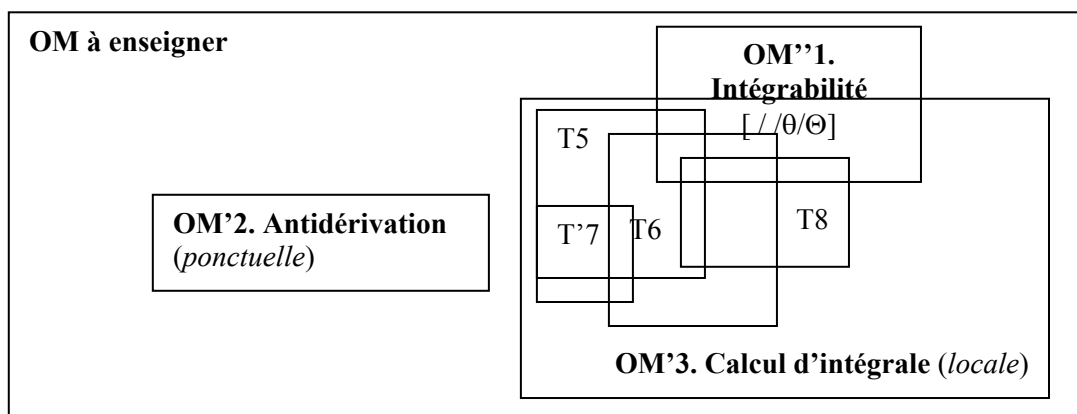 OM à enseigner
OM’’1.
Intégrabilité
[ / /θ/Θ]
T5
OM’2. Antidérivation
(ponctuelle)
T’7
T6
T8
OM’3. Calcul d’intégrale (locale)